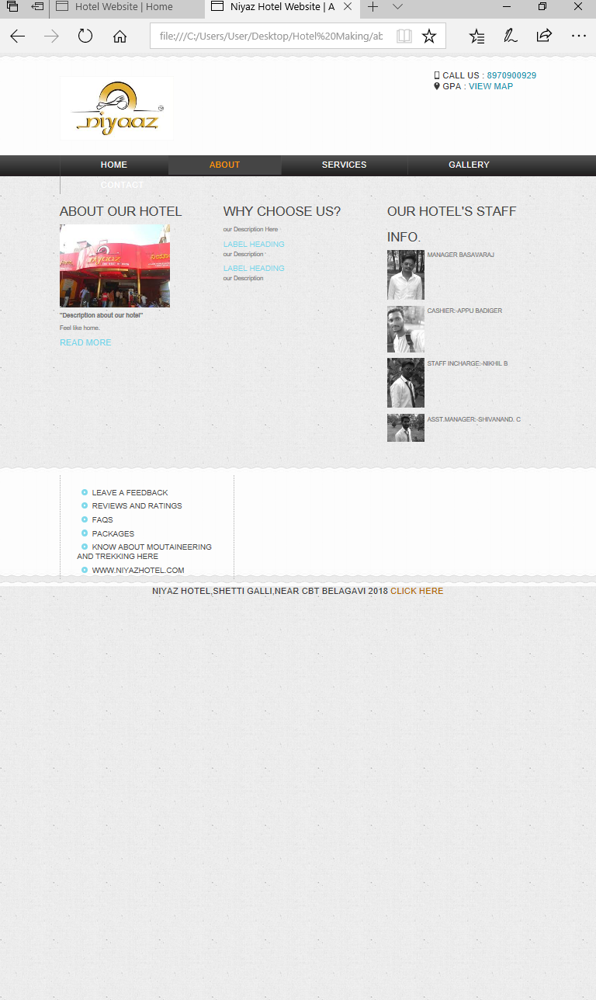 Hotel Website | Home
Niyaz Hotel Website | A
file:///C:/Users/User/Desktop/Hotel%20Making/ab
CALL US : 8970900929
GPA : VIEW MAP
niyaaz
HOME
ABOUT
SERVICES
GALLERY
CONTACT
ABOUT OUR HOTEL
niyaaz
"Description about our hotel"
Feel like home.
READ MORE
WHY CHOOSE US?
our Description Here
LABEL HEADING
our Description
LABEL HEADING
our Description
OUR HOTEL'S STAFF
INFO.
MANAGER BASAVARAJ
CASHIER:-APPU BADIGER
STAFF INCHARGE:-NIKHIL B
ASST.MANAGER:-SHIVANAND. C
LEAVE A FEEDBACK
REVIEWS AND RATINGS
FAQS
PACKAGES
KNOW ABOUT MOUTAINEERING
AND TREKKING HERE
WWW.NIYAZHOTEL.COM
NIYAZ HOTEL,SHETTI GALLI,NEAR CBT BELAGAVI 2018 CLICK HERE